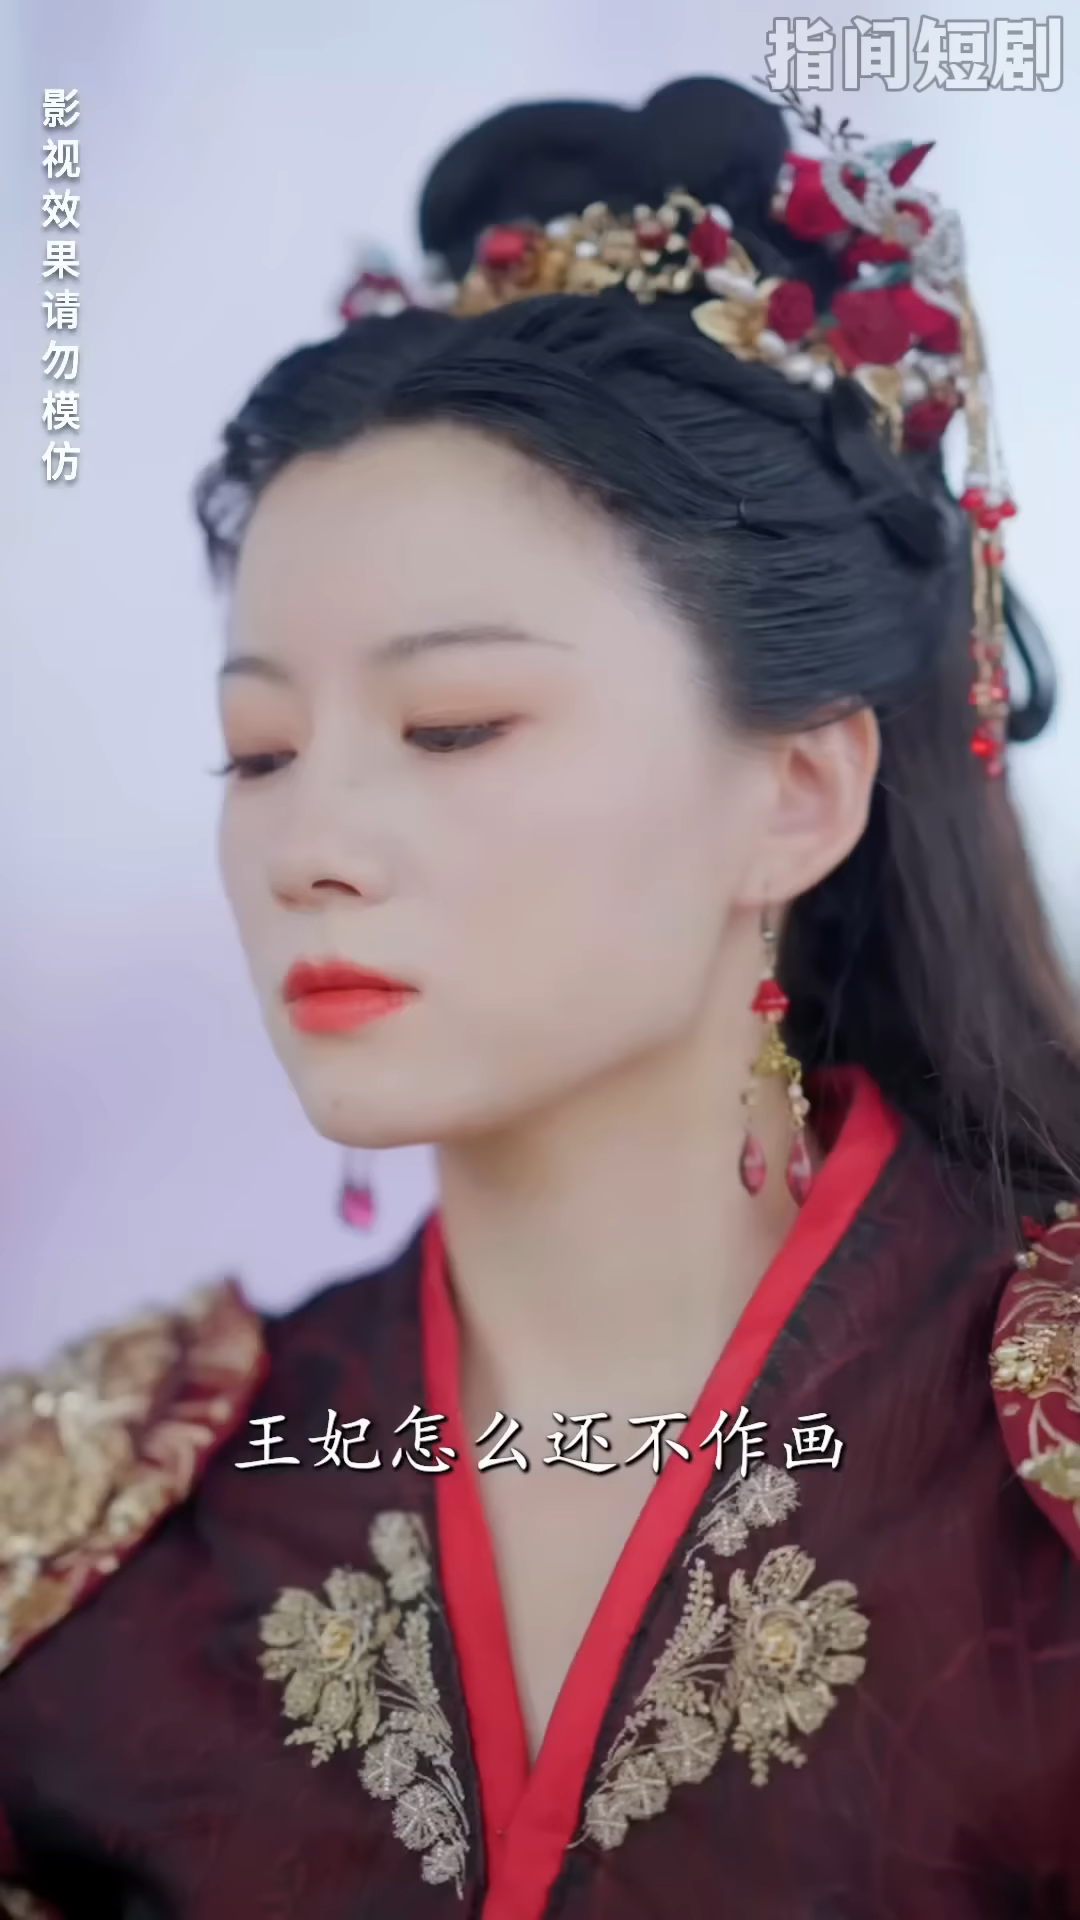 指间短剧
影视效果请勿模仿
王妃怎么还不作画